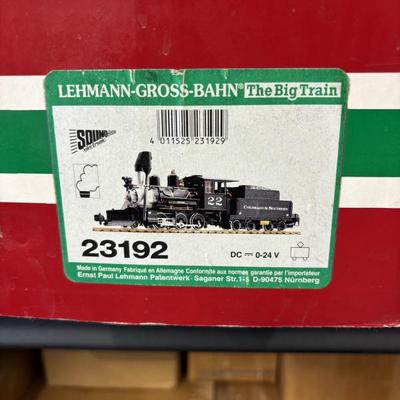 LEHMANN-GROSS-BAHN® The Big Train
SOUND
4 011525 231929
22
COLORADO & SOUTHERN
23192
DC 0-24 V
Made in Germany Fabriqué en Allemagne Conformité aux normes garantie par l'importateur
Ernst Paul Lehmann Patentwerk · Saganer Str. 1-5 D-90475 Nürnberg